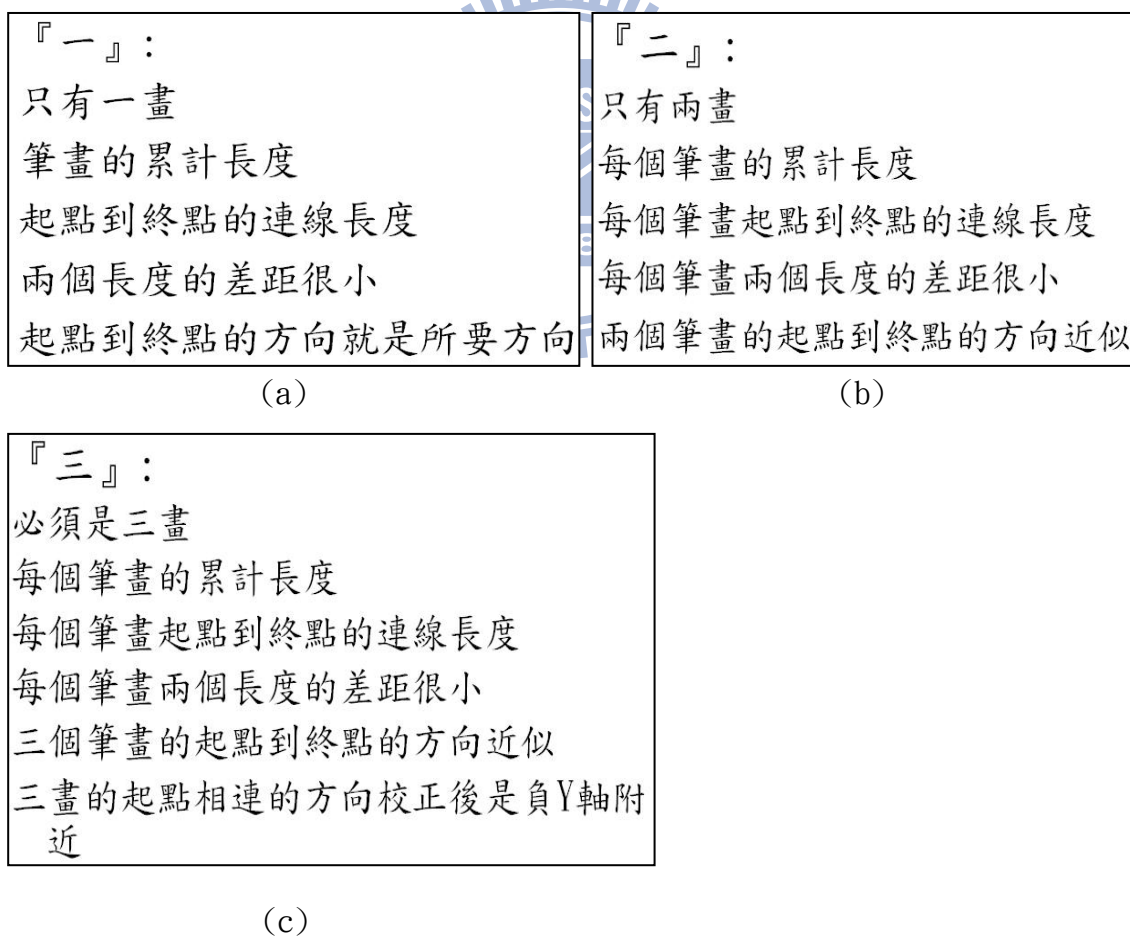 『一』:
只有一畫
筆畫的累計長度
起點到終點的連線長度
兩個長度的差距很小
起點到終點的方向就是所要方向
(a)
『二』:
只有兩畫
每個筆畫的累計長度
每個筆畫起點到終點的連線長度
每個筆畫兩個長度的差距很小
兩個筆畫的起點到終點的方向近似
(b)
『三』:
必須是三畫
每個筆畫的累計長度
每個筆畫起點到終點的連線長度
每個筆畫兩個長度的差距很小
三個筆畫的起點到終點的方向近似
三畫的起點相連的方向校正後是負Y軸附
近
(c)